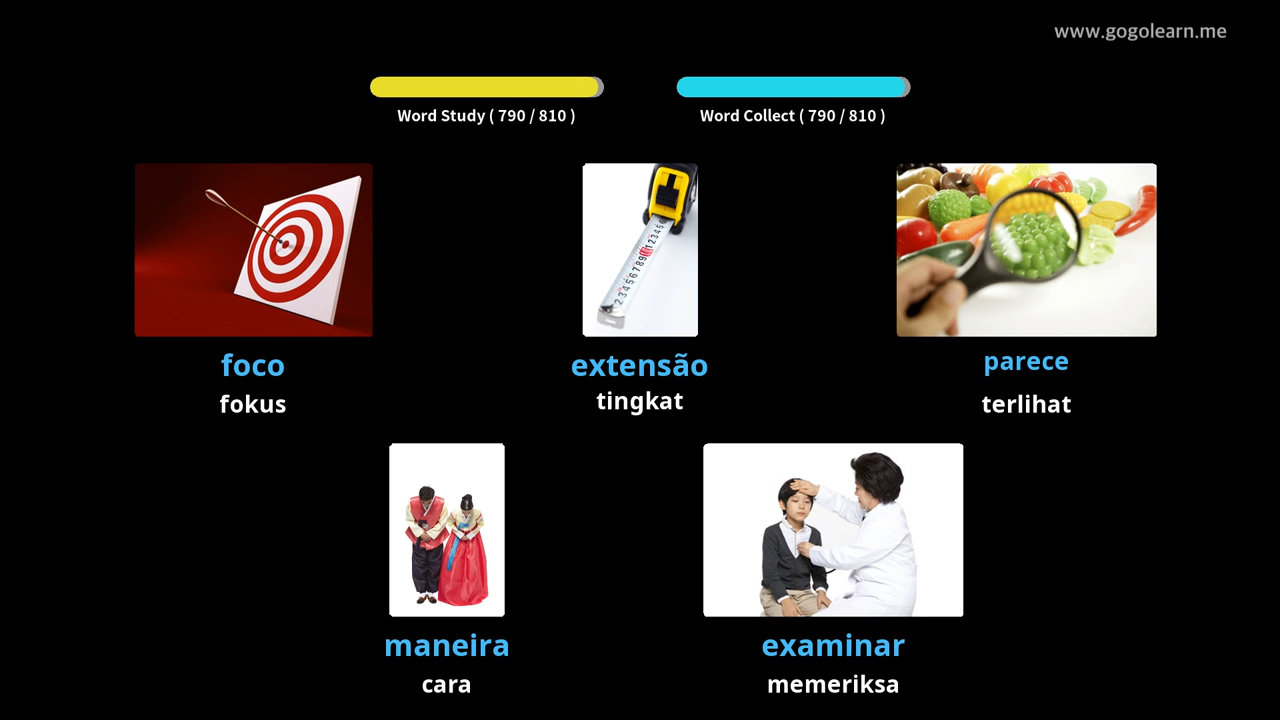 www.gogolearn.me
Word Study ( 790 / 810 )
Word Collect ( 790 / 810 )
foco
fokus
extensão
tingkat
parece
terlihat
maneira
cara
examinar
memeriksa